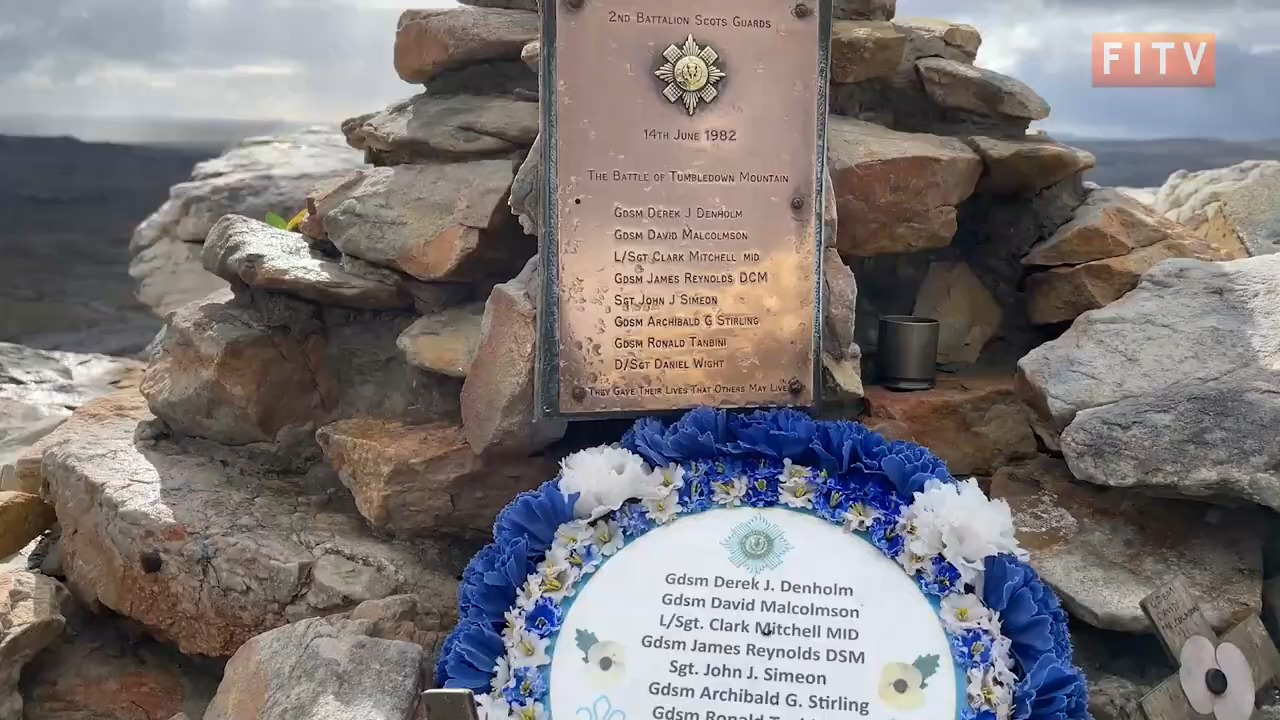 2nd Battalion Scots Guards
FITV
14th June 1982
The Battle of Tumbledown Mountain
Gdsm Derek J Denholm
Gdsm David Malcolmson
L/Sgt Clark Mitchell MID
Gdsm James Reynolds DCM
Sgt John J Simeon
Gdsm Archibald G Stirling
Gdsm Ronald Tanbini
D/Sgt Daniel Wight
They Gave Their Lives That Others May Live
Gdsm Derek J. Denholm
Gdsm David Malcolmson
L/Sgt. Clark Mitchell MID
Gdsm James Reynolds DSM
Sgt. John J. Simeon
Gdsm Archibald G. Stirling
Gdsm Ronald